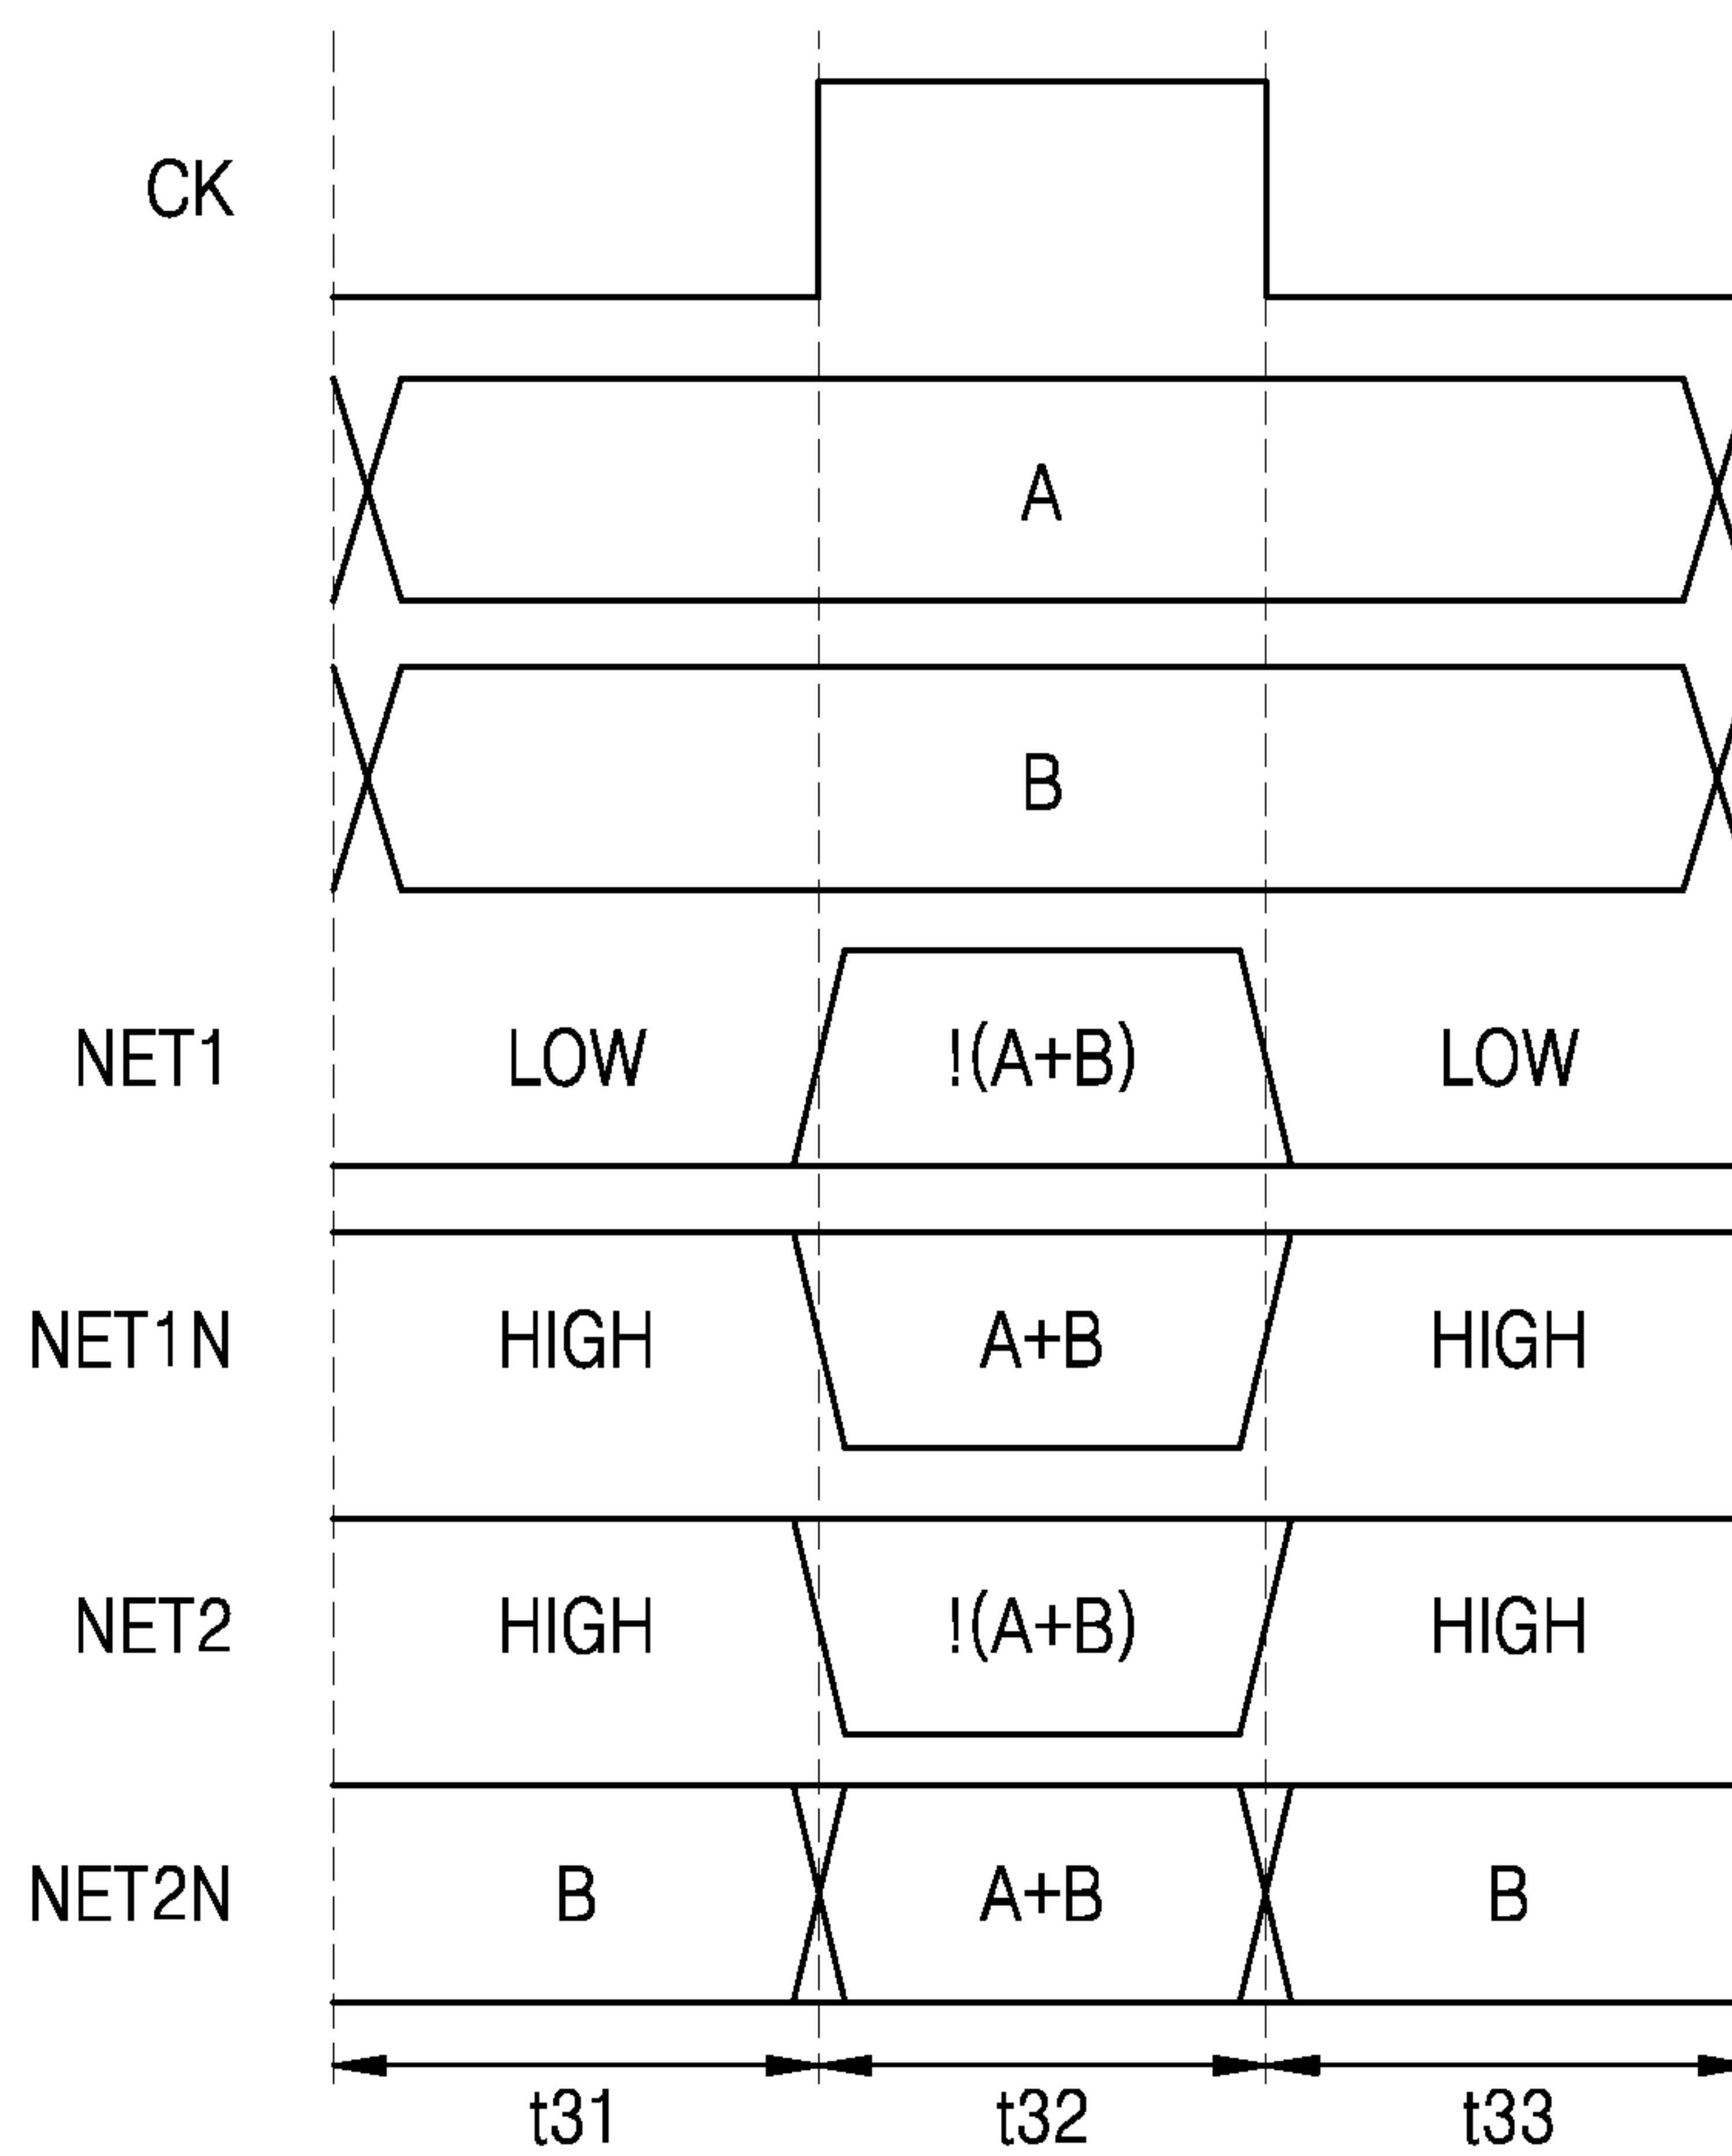 CK
A
B
NET1 LOW !(A+B) LOW
NET1N HIGH A+B HIGH
NET2 HIGH !(A+B) HIGH
NET2N B A+B B
t31 t32 t33